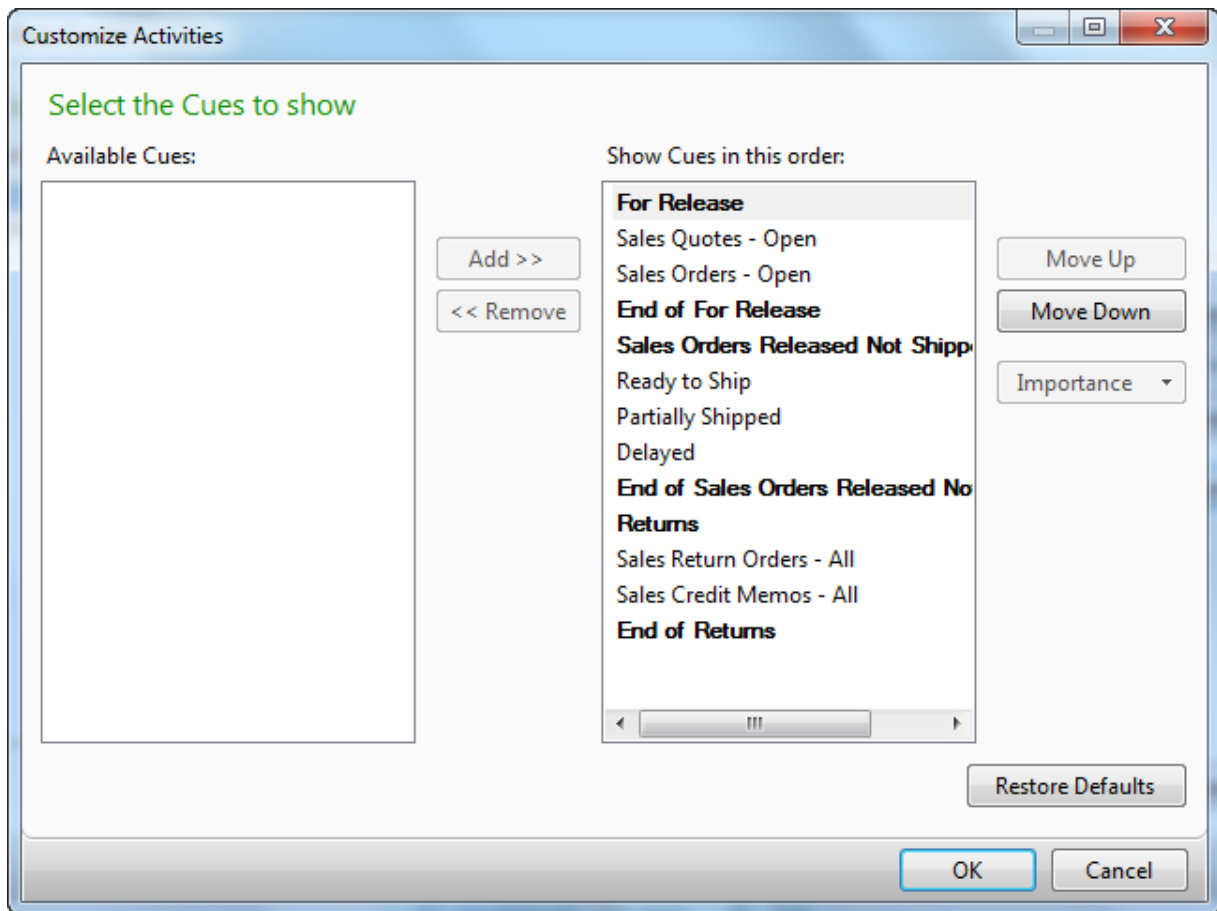 Customize Activities
Select the Cues to show
Available Cues:
Show Cues in this order:
Add >>
<< Remove
For Release
Sales Quotes - Open
Sales Orders - Open
End of For Release
Sales Orders Released Not Shipp
Ready to Ship
Partially Shipped
Delayed
End of Sales Orders Released No
Returns
Sales Return Orders - All
Sales Credit Memos - All
End of Returns
Move Up
Move Down
Importance
Restore Defaults
OK
Cancel